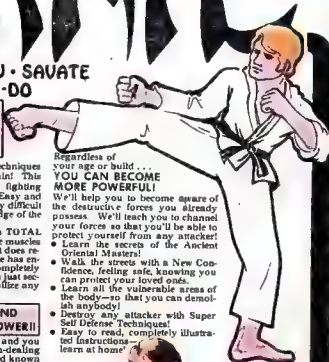 · SAVATE
-DO
echniques
in! This
fighting
Easy and
difficult
dge of the
TOTAL
muscles
does re-
has en-
mpletely
just sec-
any
ND
OWER!!
and you
-dealing
d known
Regardless of
your age or build ...
YOU CAN BECOME
MORE POWERFUL!
We'll help you to become aware of
the destructive forces you already
possess. We'll teach you to channel
your forces so that you'll be able to
protect yourself from any attacker!
• Learn the secrets of the Ancient
Oriental Masters!
• Walk the streets with a New Con-
fidence, feeling safe, knowing you
can protect your loved ones.
• Learn all the vulnerable areas of
the body—so that you can demol-
ish anybody!
• Destroy any attacker with Super
Self Defense Techniques!
• Easy to read, completely illustra-
ted Instructions—
learn at home